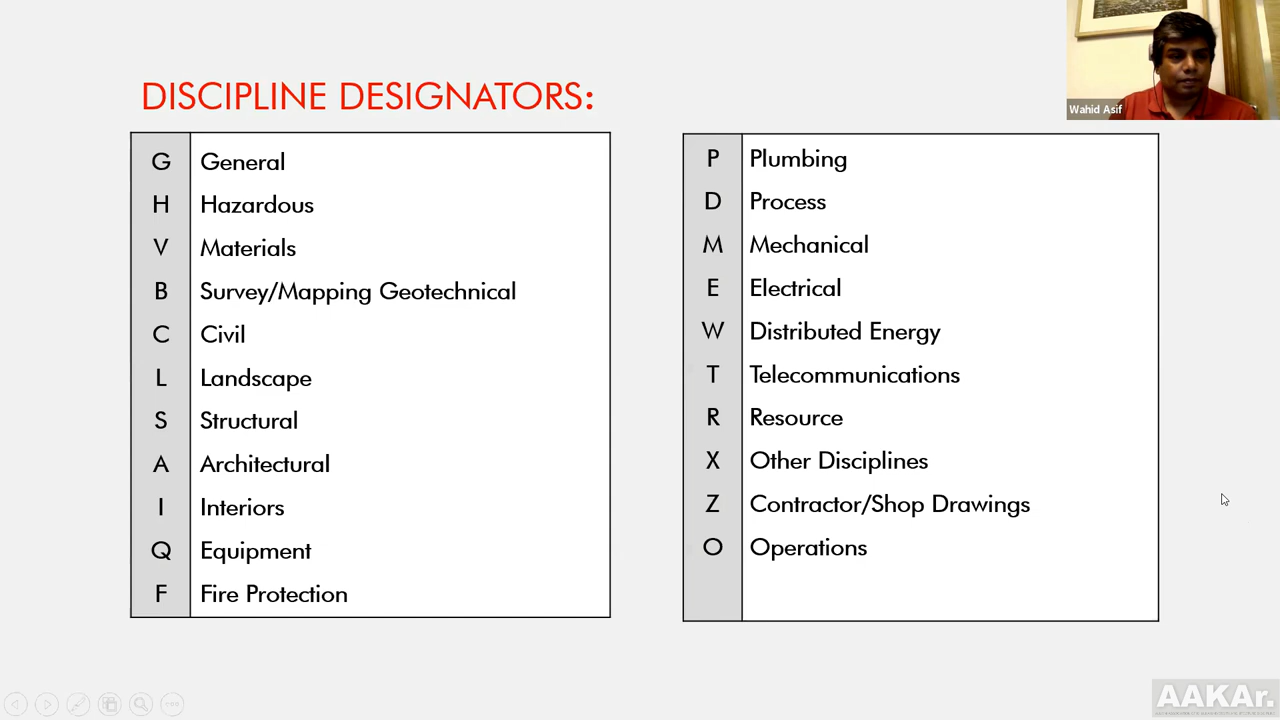 Wahid Asif
DISCIPLINE DESIGNATORS:
G General
H Hazardous
V Materials
B Survey/Mapping Geotechnical
C Civil
L Landscape
S Structural
A Architectural
I Interiors
Q Equipment
F Fire Protection
P Plumbing
D Process
M Mechanical
E Electrical
W Distributed Energy
T Telecommunications
R Resource
X Other Disciplines
Z Contractor/Shop Drawings
O Operations
AAKAr.